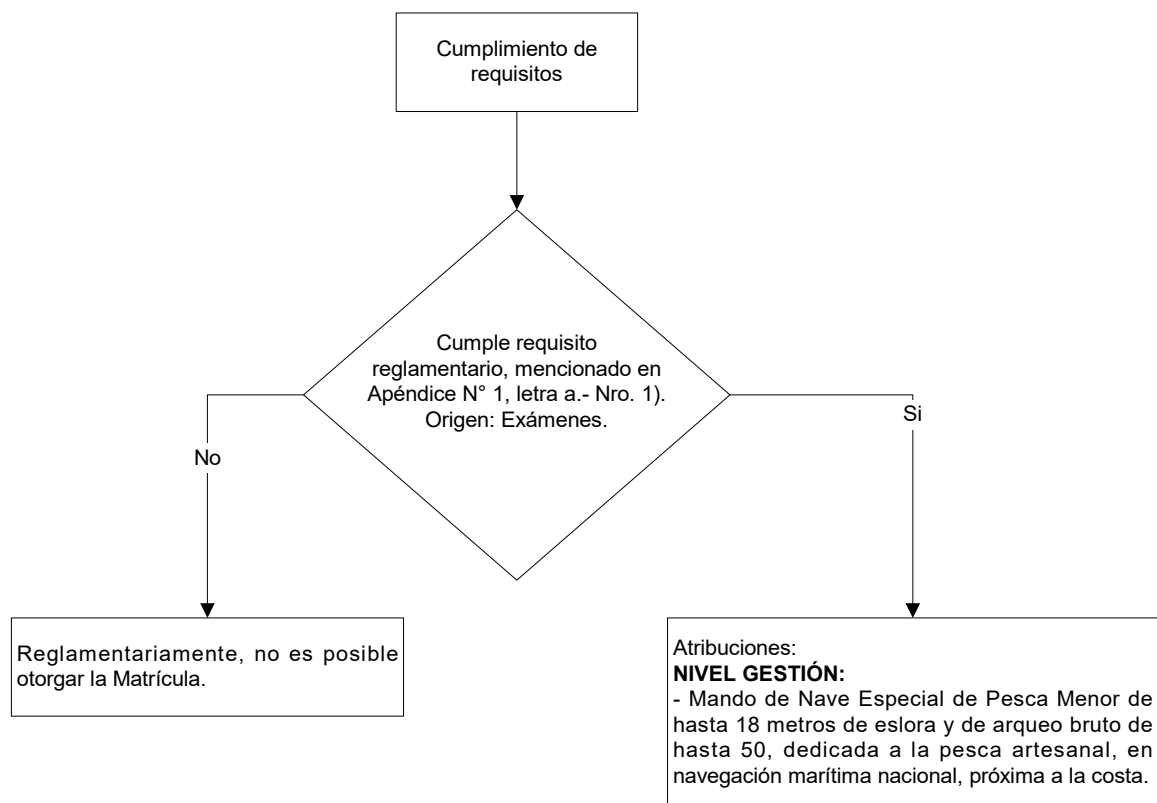 Cumplimiento de
requisitos
Cumple requisito
reglamentario, mencionado en
Apéndice N° 1, letra a.- Nro. 1).
Origen: Exámenes.
No
Si
Reglamentariamente, no es posible
otorgar la Matrícula.
Atribuciones:
NIVEL GESTIÓN:
- Mando de Nave Especial de Pesca Menor de
hasta 18 metros de eslora y de arqueo bruto de
hasta 50, dedicada a la pesca artesanal, en
navegación marítima nacional, próxima a la costa.